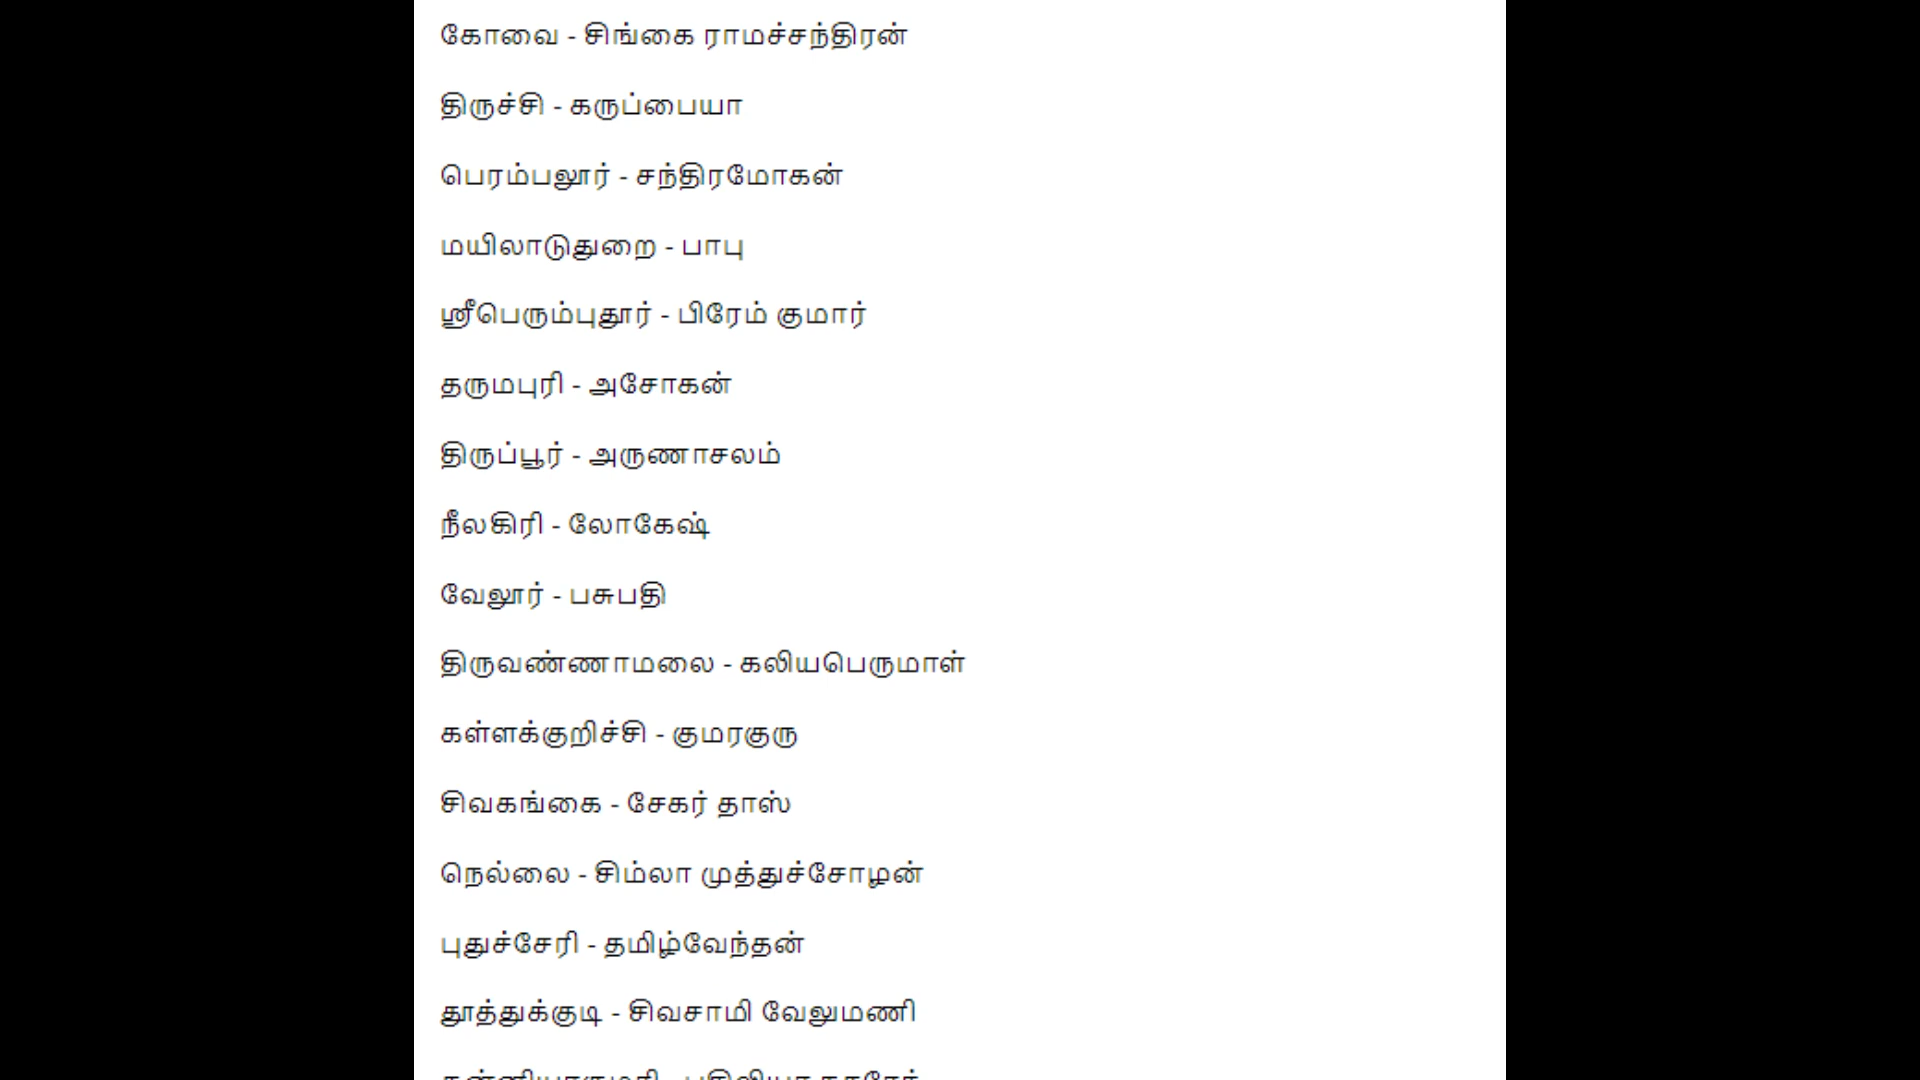 கோவை - சிங்கை ராமச்சந்திரன்
திருச்சி - கருப்பையா
பெரம்பலூர் - சந்திரமோகன்
மயிலாடுதுறை - பாபு
ஸ்ரீபெரும்புதூர் - பிரேம் குமார்
தருமபுரி - அசோகன்
திருப்பூர் - அருணாசலம்
நீலகிரி - லோகேஷ்
வேலூர் - பசுபதி
திருவண்ணாமலை - கலியபெருமாள்
கள்ளக்குறிச்சி - குமரகுரு
சிவகங்கை - சேகர் தாஸ்
நெல்லை - சிம்லா முத்துச்சோழன்
புதுச்சேரி - தமிழ்வேந்தன்
தூத்துக்குடி - சிவசாமி வேலுமணி